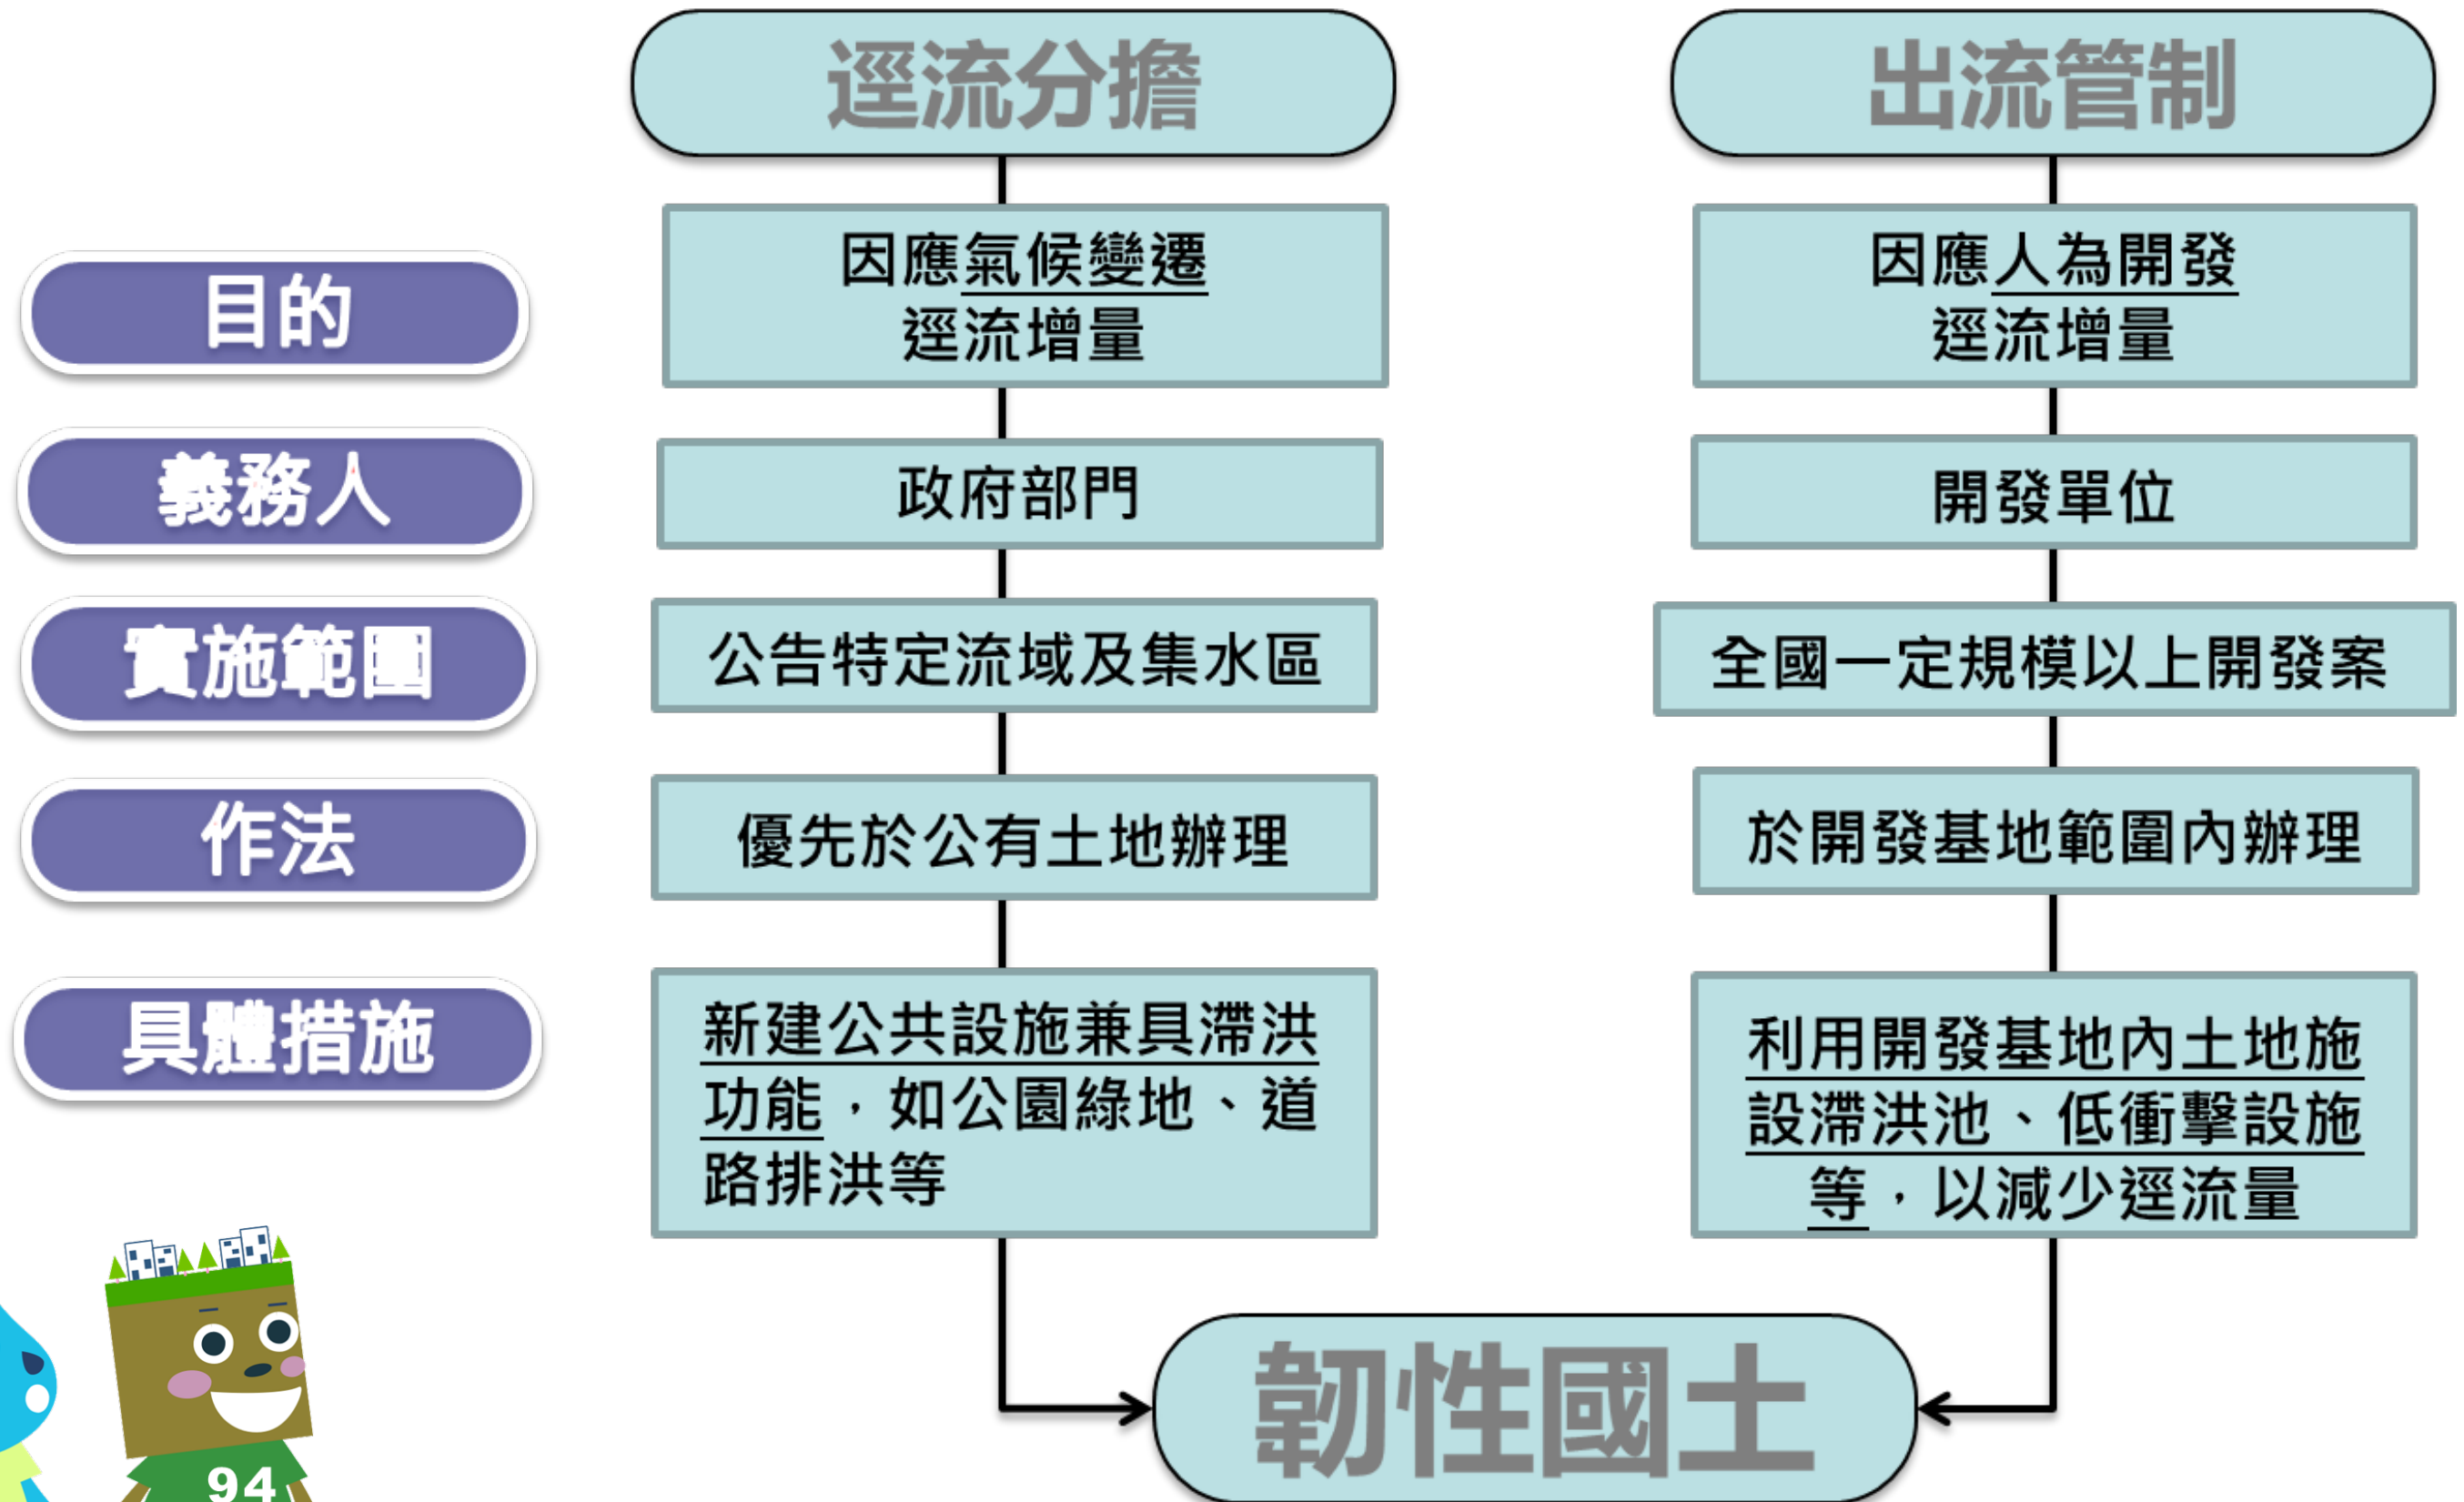 逕流分擔
出流管制
目的
因應氣候變遷
逕流增量
因應人為開發
逕流增量
義務人
政府部門
開發單位
實施範圍
公告特定流域及集水區
全國一定規模以上開發案
作法
優先於公有土地辦理
於開發基地範圍內辦理
具體措施
新建公共設施兼具滯洪
功能，如公園綠地、道
路排洪等
利用開發基地內土地施
設滯洪池、低衝擊設施
等，以減少逕流量
韌性國土
94